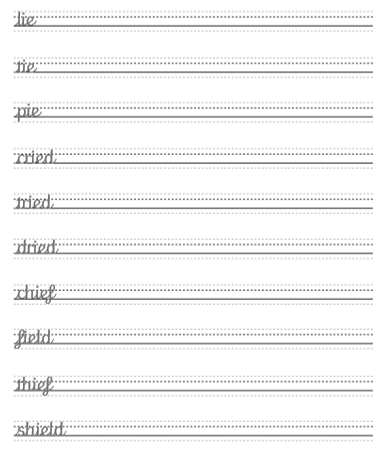 lie
tie
pie
cried
tried
dried
chief
field
thief
shield